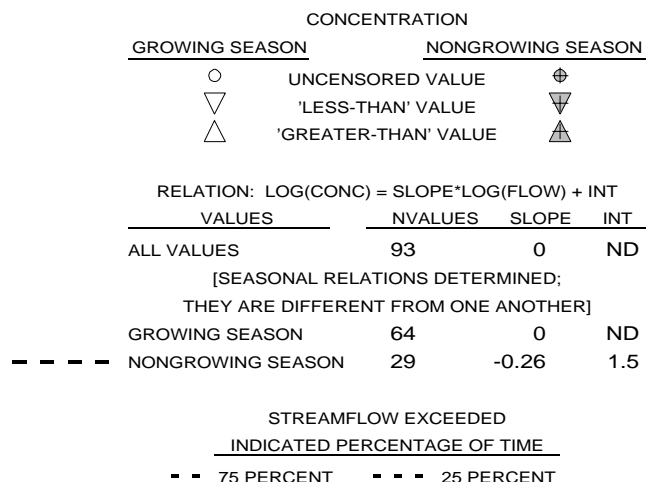 CONCENTRATION
GROWING SEASON NONGROWING SEASON
UNCENSORED VALUE
'LESS-THAN' VALUE
'GREATER-THAN' VALUE
RELATION: LOG(CONC) = SLOPE*LOG(FLOW) + INT
VALUES NVALUES SLOPE INT
ALL VALUES 93 0 ND
[SEASONAL RELATIONS DETERMINED;
THEY ARE DIFFERENT FROM ONE ANOTHER]
GROWING SEASON 64 0 ND
NONGROWING SEASON 29 -0.26 1.5
STREAMFLOW EXCEEDED
INDICATED PERCENTAGE OF TIME
75 PERCENT 25 PERCENT